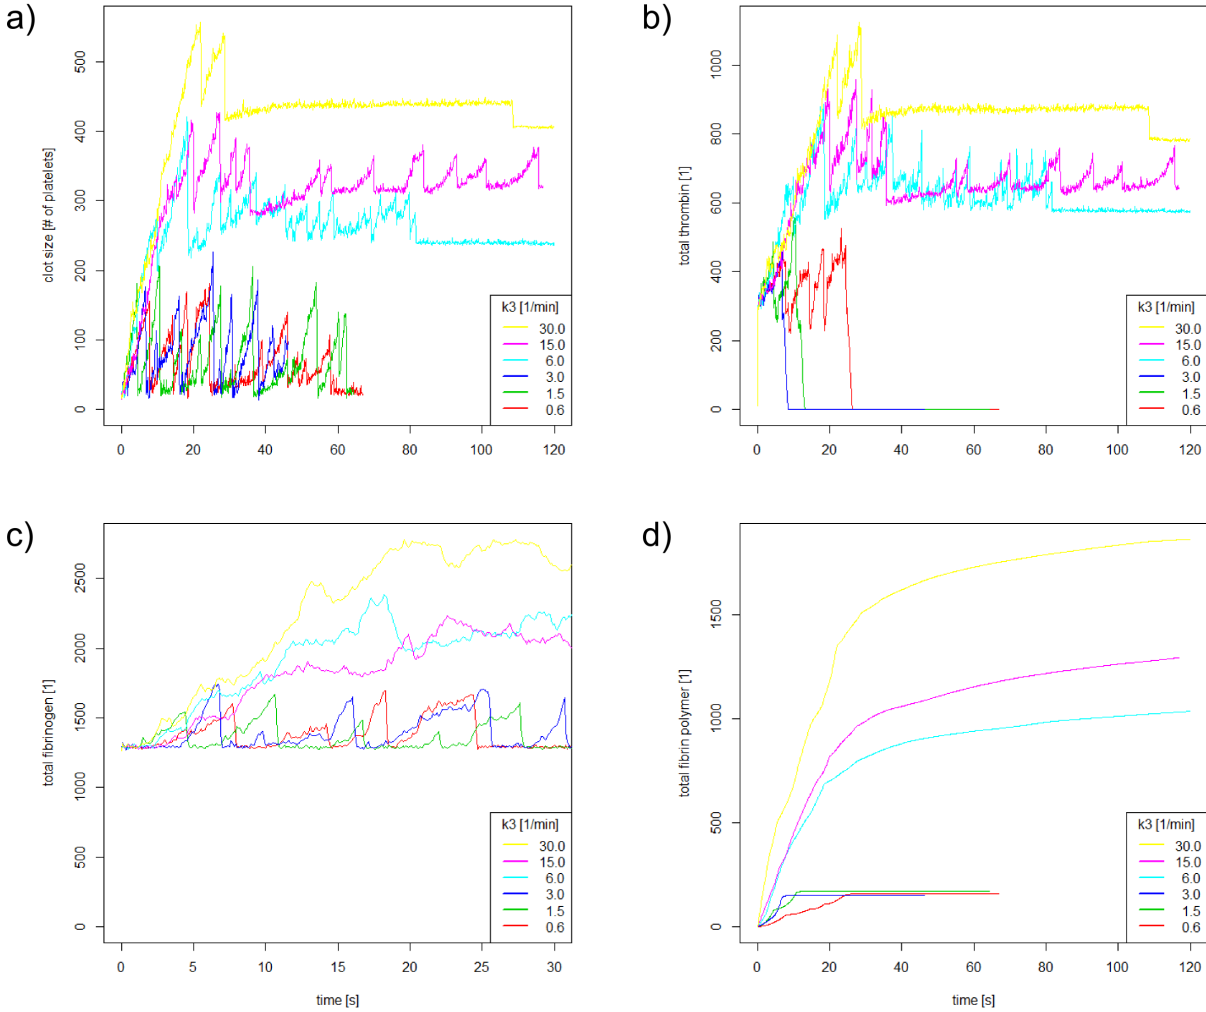 a)
clot size [# of platelets]
500
400
300
200
100
0
0 20 40 60 80 100 120
k3 [1/min]
30.0
15.0
6.0
3.0
1.5
0.6
b)
total thrombin [1]
1000
800
600
400
200
0
0 20 40 60 80 100 120
k3 [1/min]
30.0
15.0
6.0
3.0
1.5
0.6
c)
total fibrinogen [1]
2500
2000
1500
1000
500
0
0 5 10 15 20 25 30
time [s]
k3 [1/min]
30.0
15.0
6.0
3.0
1.5
0.6
d)
total fibrin polymer [1]
1500
1000
500
0
0 20 40 60 80 100 120
time [s]
k3 [1/min]
30.0
15.0
6.0
3.0
1.5
0.6